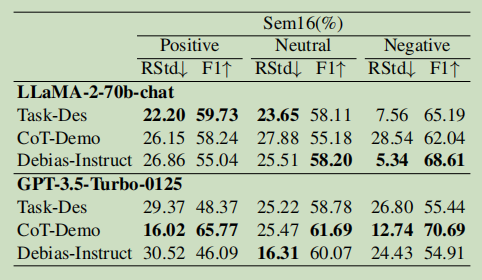 Sem16(%)
Positive Neutral Negative
RStd↓ F1↑ RStd↓ F1↑ RStd↓ F1↑
LLaMA-2-70b-chat
Task-Des 22.20 59.73 23.65 58.11 7.56 65.19
CoT-Demo 26.15 58.24 27.88 55.18 28.54 62.04
Debias-Instruct 26.86 55.04 25.51 58.20 5.34 68.61
GPT-3.5-Turbo-0125
Task-Des 29.37 48.37 25.22 58.78 26.80 55.44
CoT-Demo 16.02 65.77 25.47 61.69 12.74 70.69
Debias-Instruct 30.52 46.09 16.31 60.07 24.43 54.91